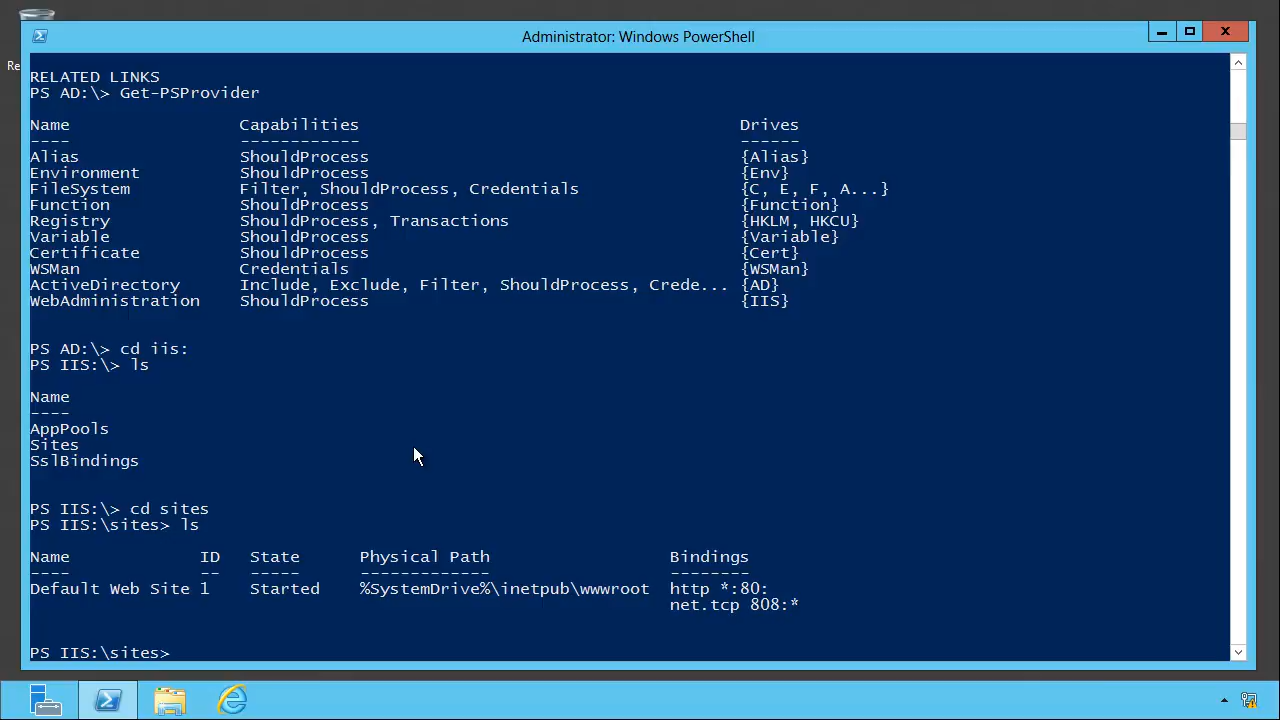 Administrator: Windows PowerShell
Re
RELATED LINKS
PS AD:\> Get-PSProvider
Name Capabilities Drives
---- ------------ ------
Alias ShouldProcess {Alias}
Environment ShouldProcess {Env}
FileSystem Filter, ShouldProcess, Credentials {C, E, F, A...}
Function ShouldProcess {Function}
Registry ShouldProcess, Transactions {HKLM, HKCU}
Variable ShouldProcess {Variable}
Certificate ShouldProcess {Cert}
WSMan Credentials {WSMan}
ActiveDirectory Include, Exclude, Filter, ShouldProcess, Crede... {AD}
WebAdministration ShouldProcess {IIS}
PS AD:\> cd iis:
PS IIS:\> ls
Name
----
AppPools
Sites
SslBindings
PS IIS:\> cd sites
PS IIS:\sites> ls
Name ID State Physical Path Bindings
---- -- ----- ------------- --------
Default Web Site 1 Started %SystemDrive%\inetpub\wwwroot http *:80:
net.tcp 808:*
PS IIS:\sites>